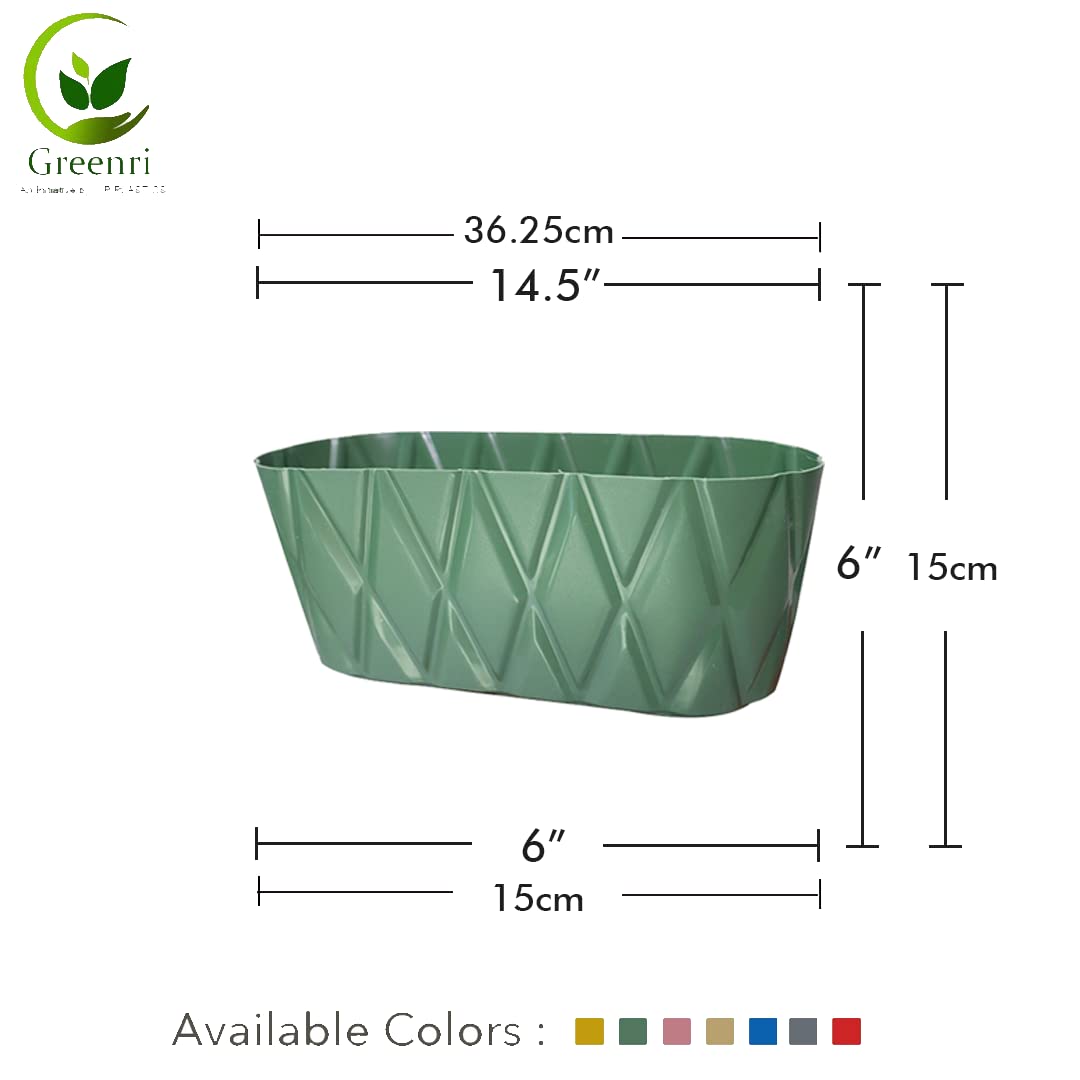 Greenri
36.25cm
14.5”
6” 15cm
6”
15cm
Available Colors :